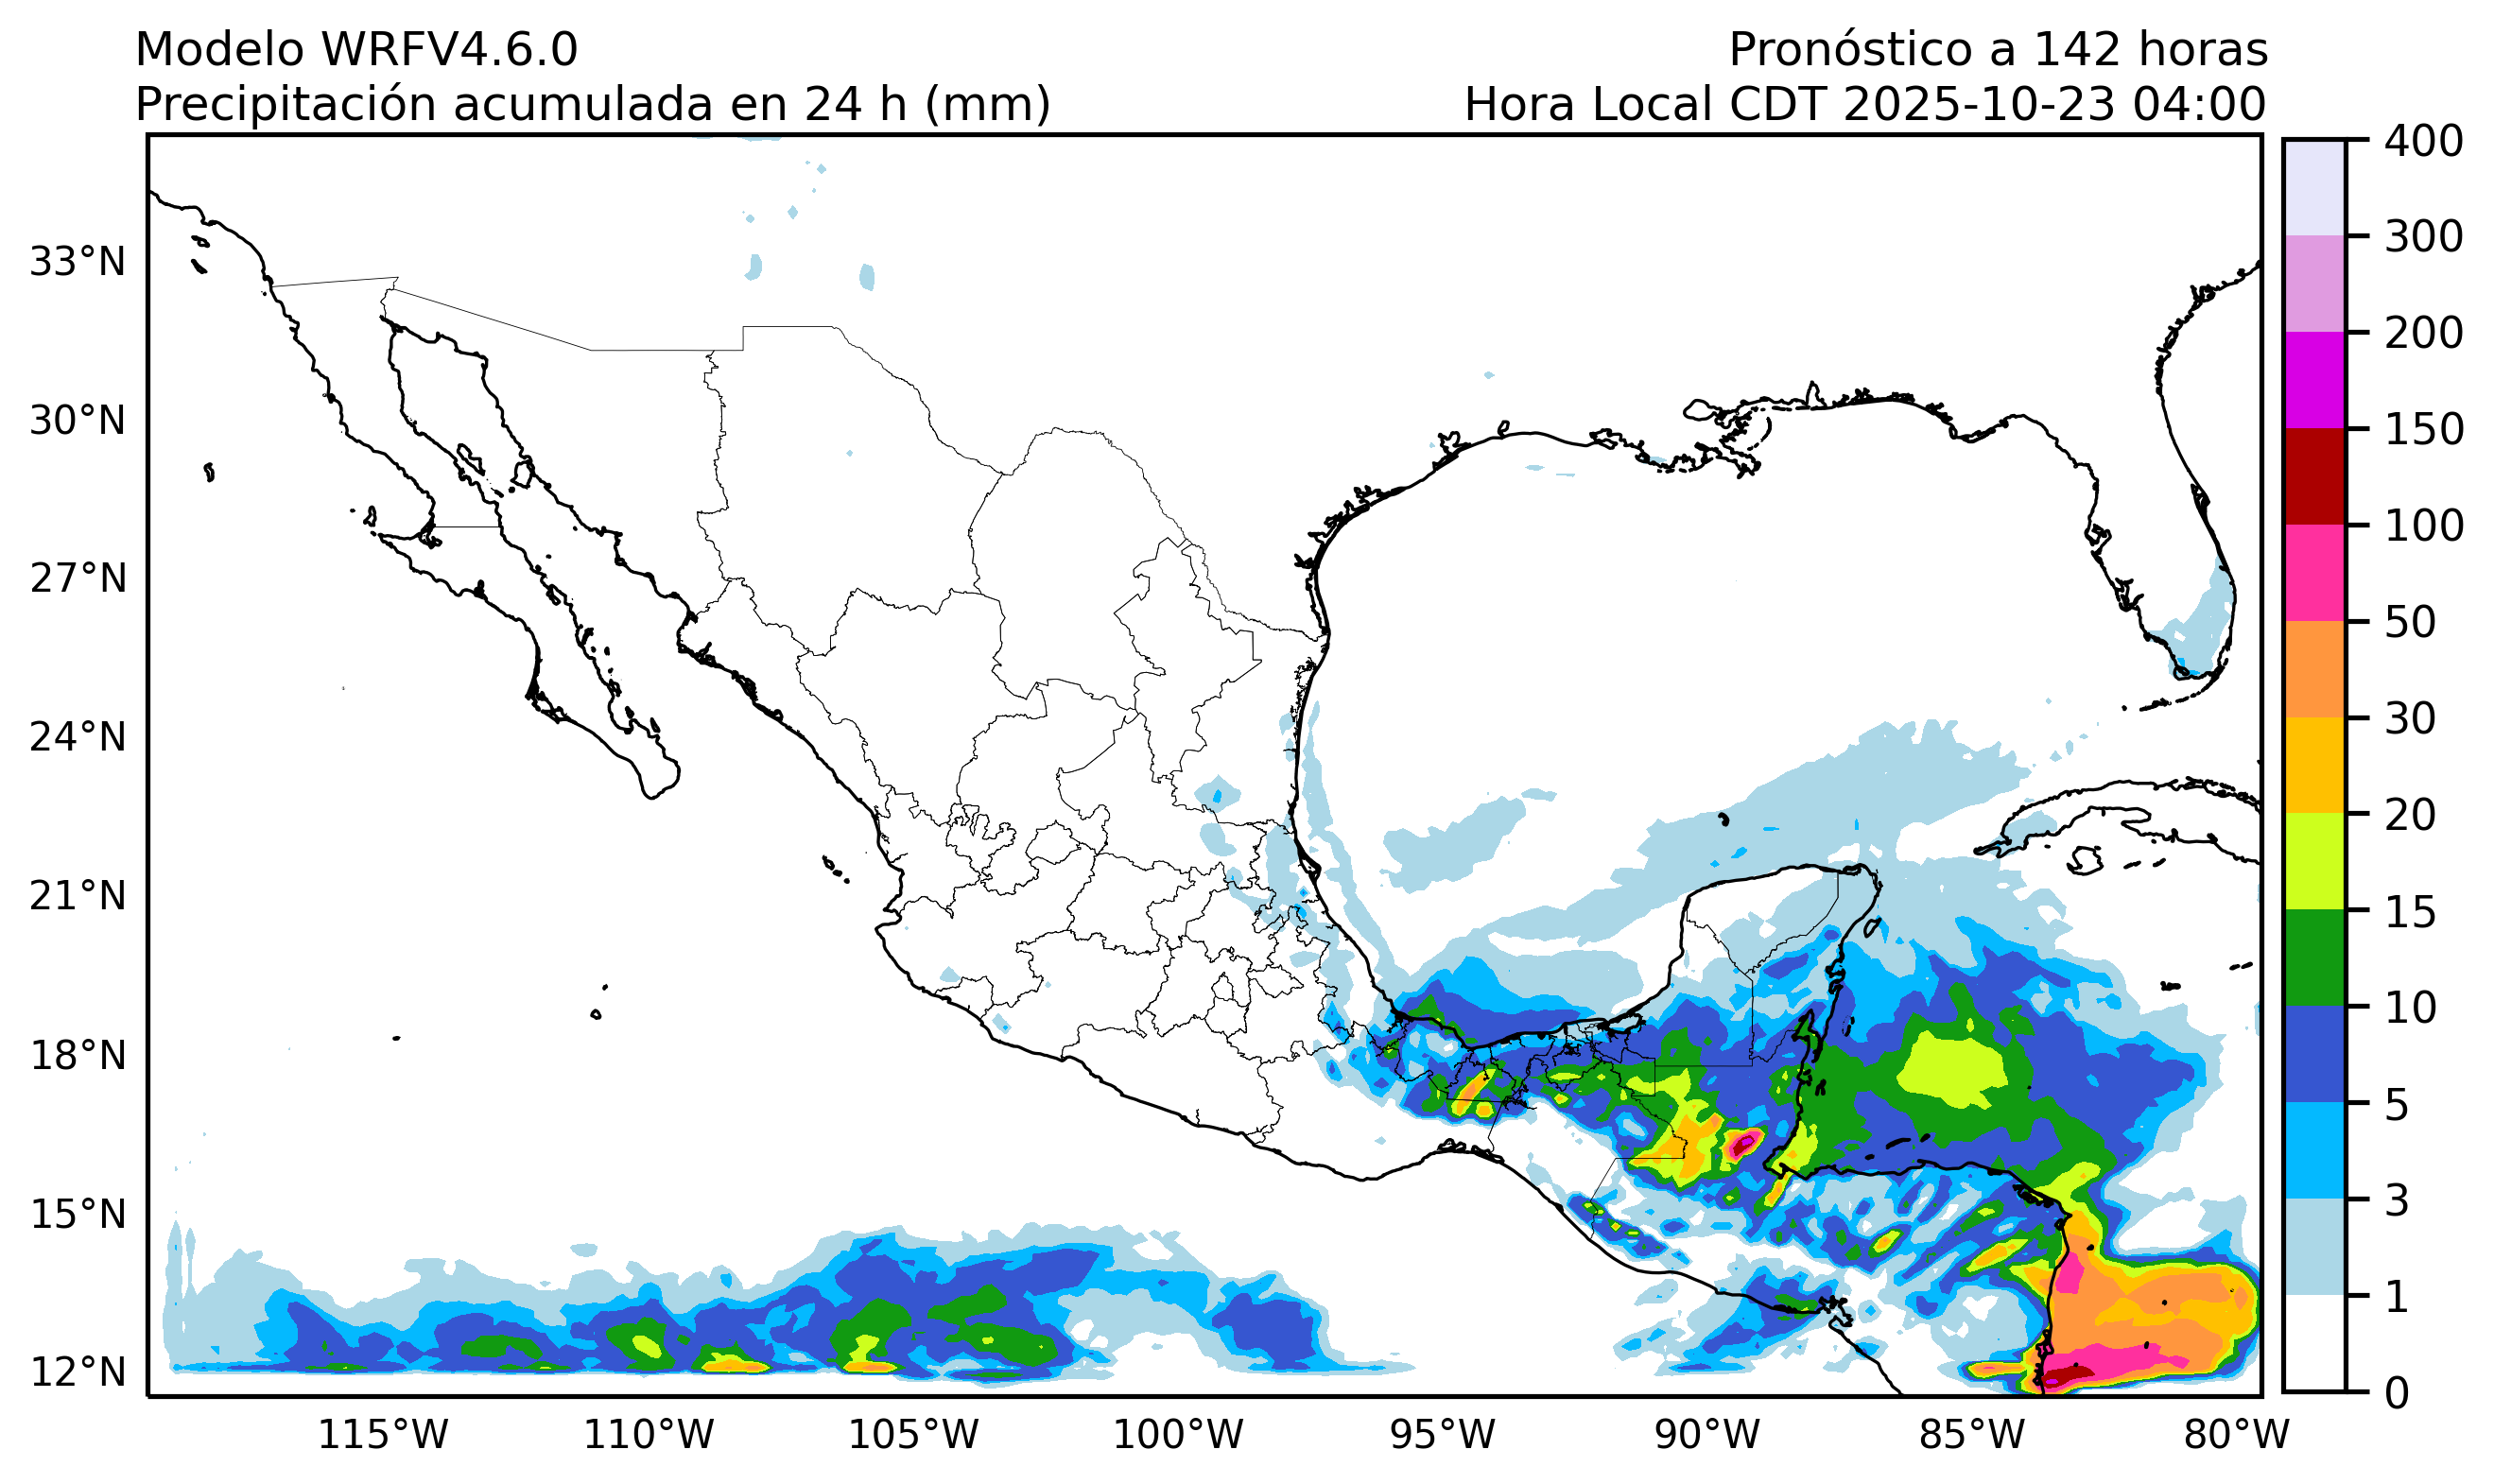 Modelo WRFV4.6.0
Pronóstico a 142 horas
Precipitación acumulada en 24 h (mm)
Hora Local CDT 2025-10-23 04:00
33°N
30°N
27°N
24°N
21°N
18°N
15°N
12°N
115°W
110°W
105°W
100°W
95°W
90°W
85°W
80°W
400
300
200
150
100
50
30
20
15
10
5
3
1
0